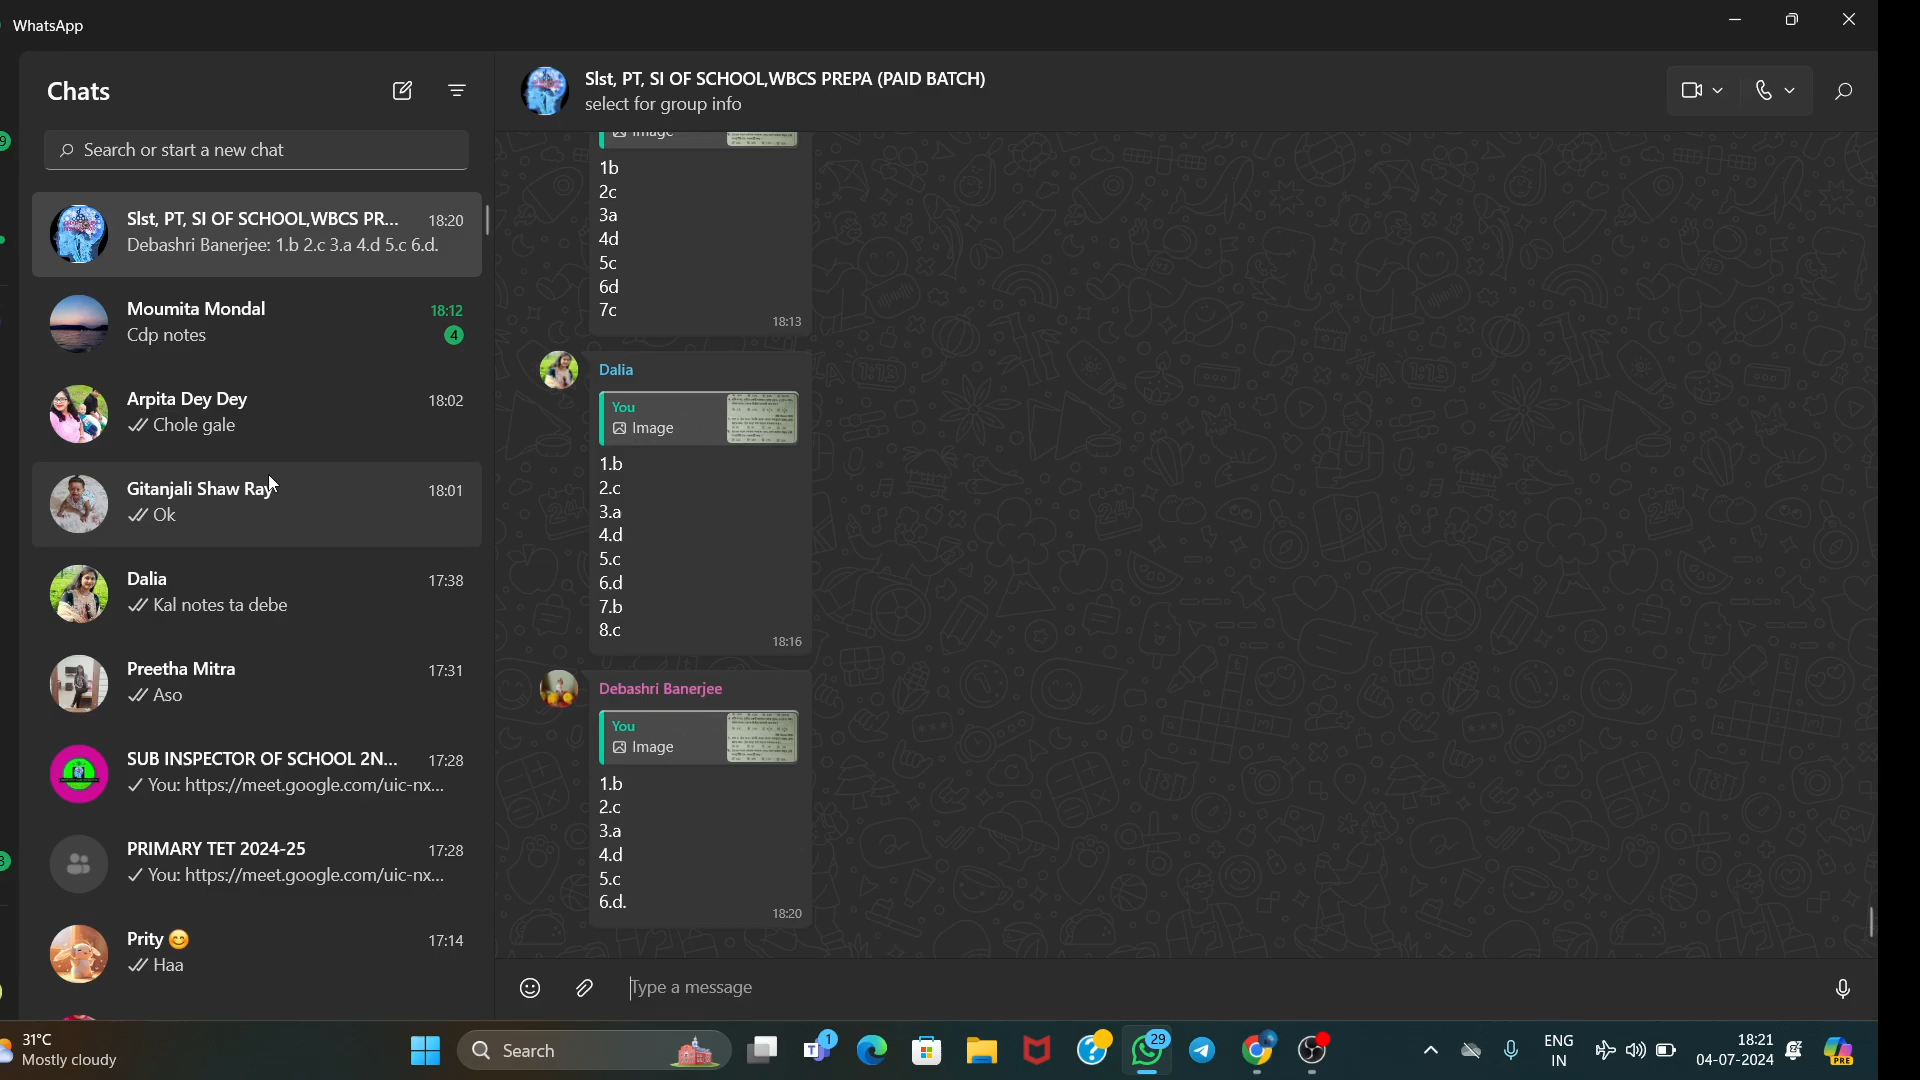 WhatsApp
Chats
Search or start a new chat
Slst, PT, SI OF SCHOOL,WBCS PR... 18:20
Debashri Banerjee: 1.b 2.c 3.a 4.d 5.c 6.d.
Moumita Mondal 18:12
Cdp notes 4
Arpita Dey Dey 18:02
Chole gale
Gitanjali Shaw Ray 18:01
Ok
Dalia 17:38
Kal notes ta debe
Preetha Mitra 17:31
Aso
SUB INSPECTOR OF SCHOOL 2N... 17:28
You: https://meet.google.com/uic-nx...
PRIMARY TET 2024-25 17:28
You: https://meet.google.com/uic-nx...
Prity 😊 17:14
Haa
Slst, PT, SI OF SCHOOL,WBCS PREPA (PAID BATCH)
select for group info
Image
1b
2c
3a
4d
5c
6d
7c
18:13
Dalia
You
Image
1.b
2.c
3.a
4.d
5.c
6.d
7.b
8.c
18:16
Debashri Banerjee
You
Image
1.b
2.c
3.a
4.d
5.c
6.d.
18:20
Type a message
31°C
Mostly cloudy
Search
1
29
ENG
IN
18:21
04-07-2024
PRE